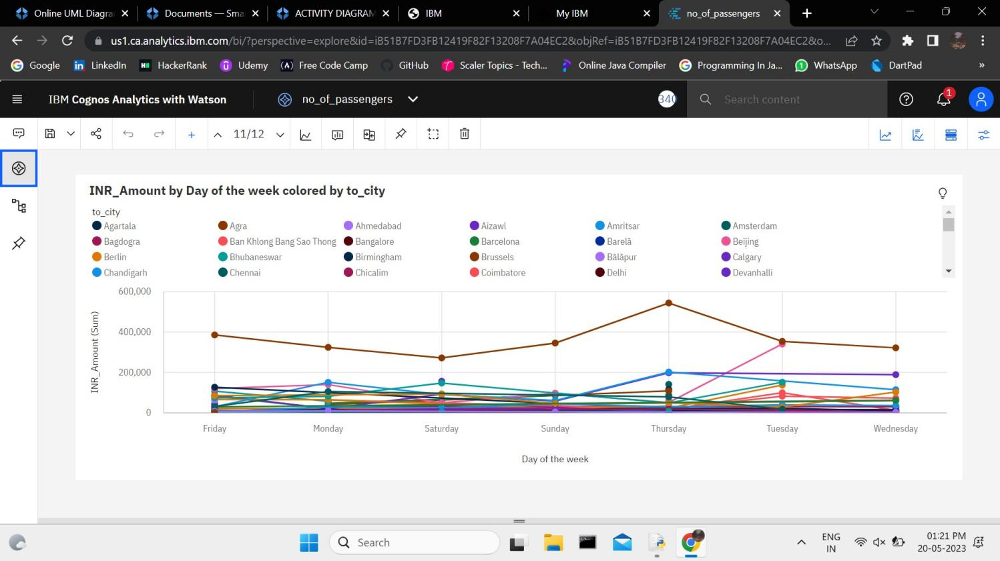 Online UML Diagra
Documents — Sma
ACTIVITY DIAGRAM
IBM
My IBM
no_of_passengers
us1.ca.analytics.ibm.com/bi/?perspective=explore&id=iB51B7FD3FB12419F82F13208F7A04EC2&objRef=iB51B7FD3FB12419F82F13208F7A04EC2&o...
Google LinkedIn HackerRank Udemy Free Code Camp GitHub Scaler Topics - Tech... Online Java Compiler Programming In Ja... WhatsApp DartPad »
IBM Cognos Analytics with Watson
no_of_passengers
340
Search content
1
11/12
INR_Amount by Day of the week colored by to_city
to_city
Agartala Agra Ahmedabad Aizawl Amritsar Amsterdam
Bagdogra Ban Khlong Bang Sao Thong Bangalore Barcelona Barelā Beijing
Berlin Bhubaneswar Birmingham Brussels Bālāpur Calgary
Chandigarh Chennai Chicalim Coimbatore Delhi Devanhalli
600,000
400,000
200,000
0
INR_Amount (Sum)
Friday Monday Saturday Sunday Thursday Tuesday Wednesday
Day of the week
Search
ENG
IN
01:21 PM
20-05-2023